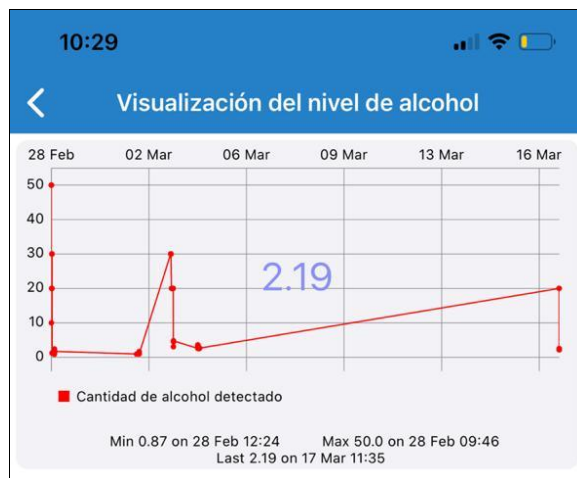 10:29
Visualización del nivel de alcohol
28 Feb 02 Mar 06 Mar 09 Mar 13 Mar 16 Mar
50
40
30
2.19
20
10
0
Cantidad de alcohol detectado
Min 0.87 on 28 Feb 12:24 Max 50.0 on 28 Feb 09:46
Last 2.19 on 17 Mar 11:35